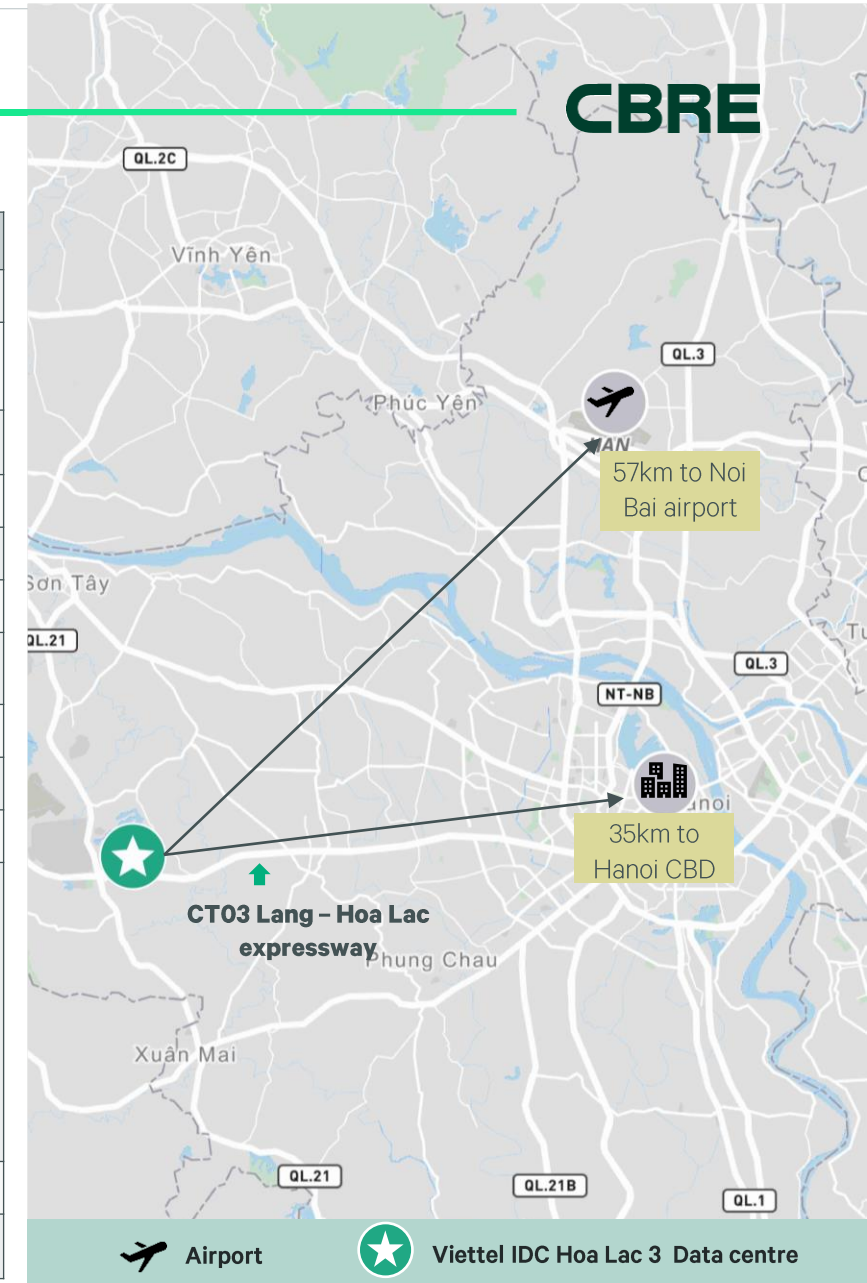 CBRE
QL.2C
Vĩnh Yên
QL.3
Phúc Yên
HAN
57km to Noi
Bai airport
Sơn Tây
QL.21
QL.3
NT-NB
35km to
Hanoi CBD
CT03 Lang – Hoa Lac
expressway
Phung Chau
Xuân Mai
QL.21
QL.21B
QL.1
Airport
Viettel IDC Hoa Lac 3 Data centre